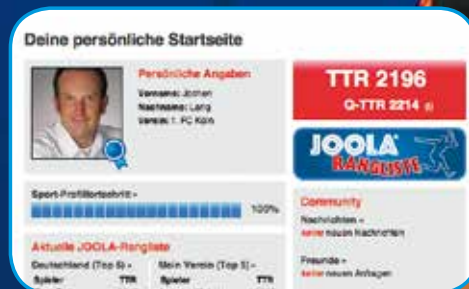 Deine persönliche Startseite
Persönliche Angaben
Vorname: Jochen
Nachname: Lang
Verein: 1. FC Köln
TTR 2196
Q-TTR 2214
JOOLA
RANGLISTE
Sport-Profilfortschritt »
100%
Community
Nachrichten »
keine neuen Nachrichten
Freunde »
keine neuen Anfragen
Aktuelle JOOLA-Rangliste
Deutschland (Top 5) »
Mein Verein (Top 5) »
Spieler TTR
Spieler TTR